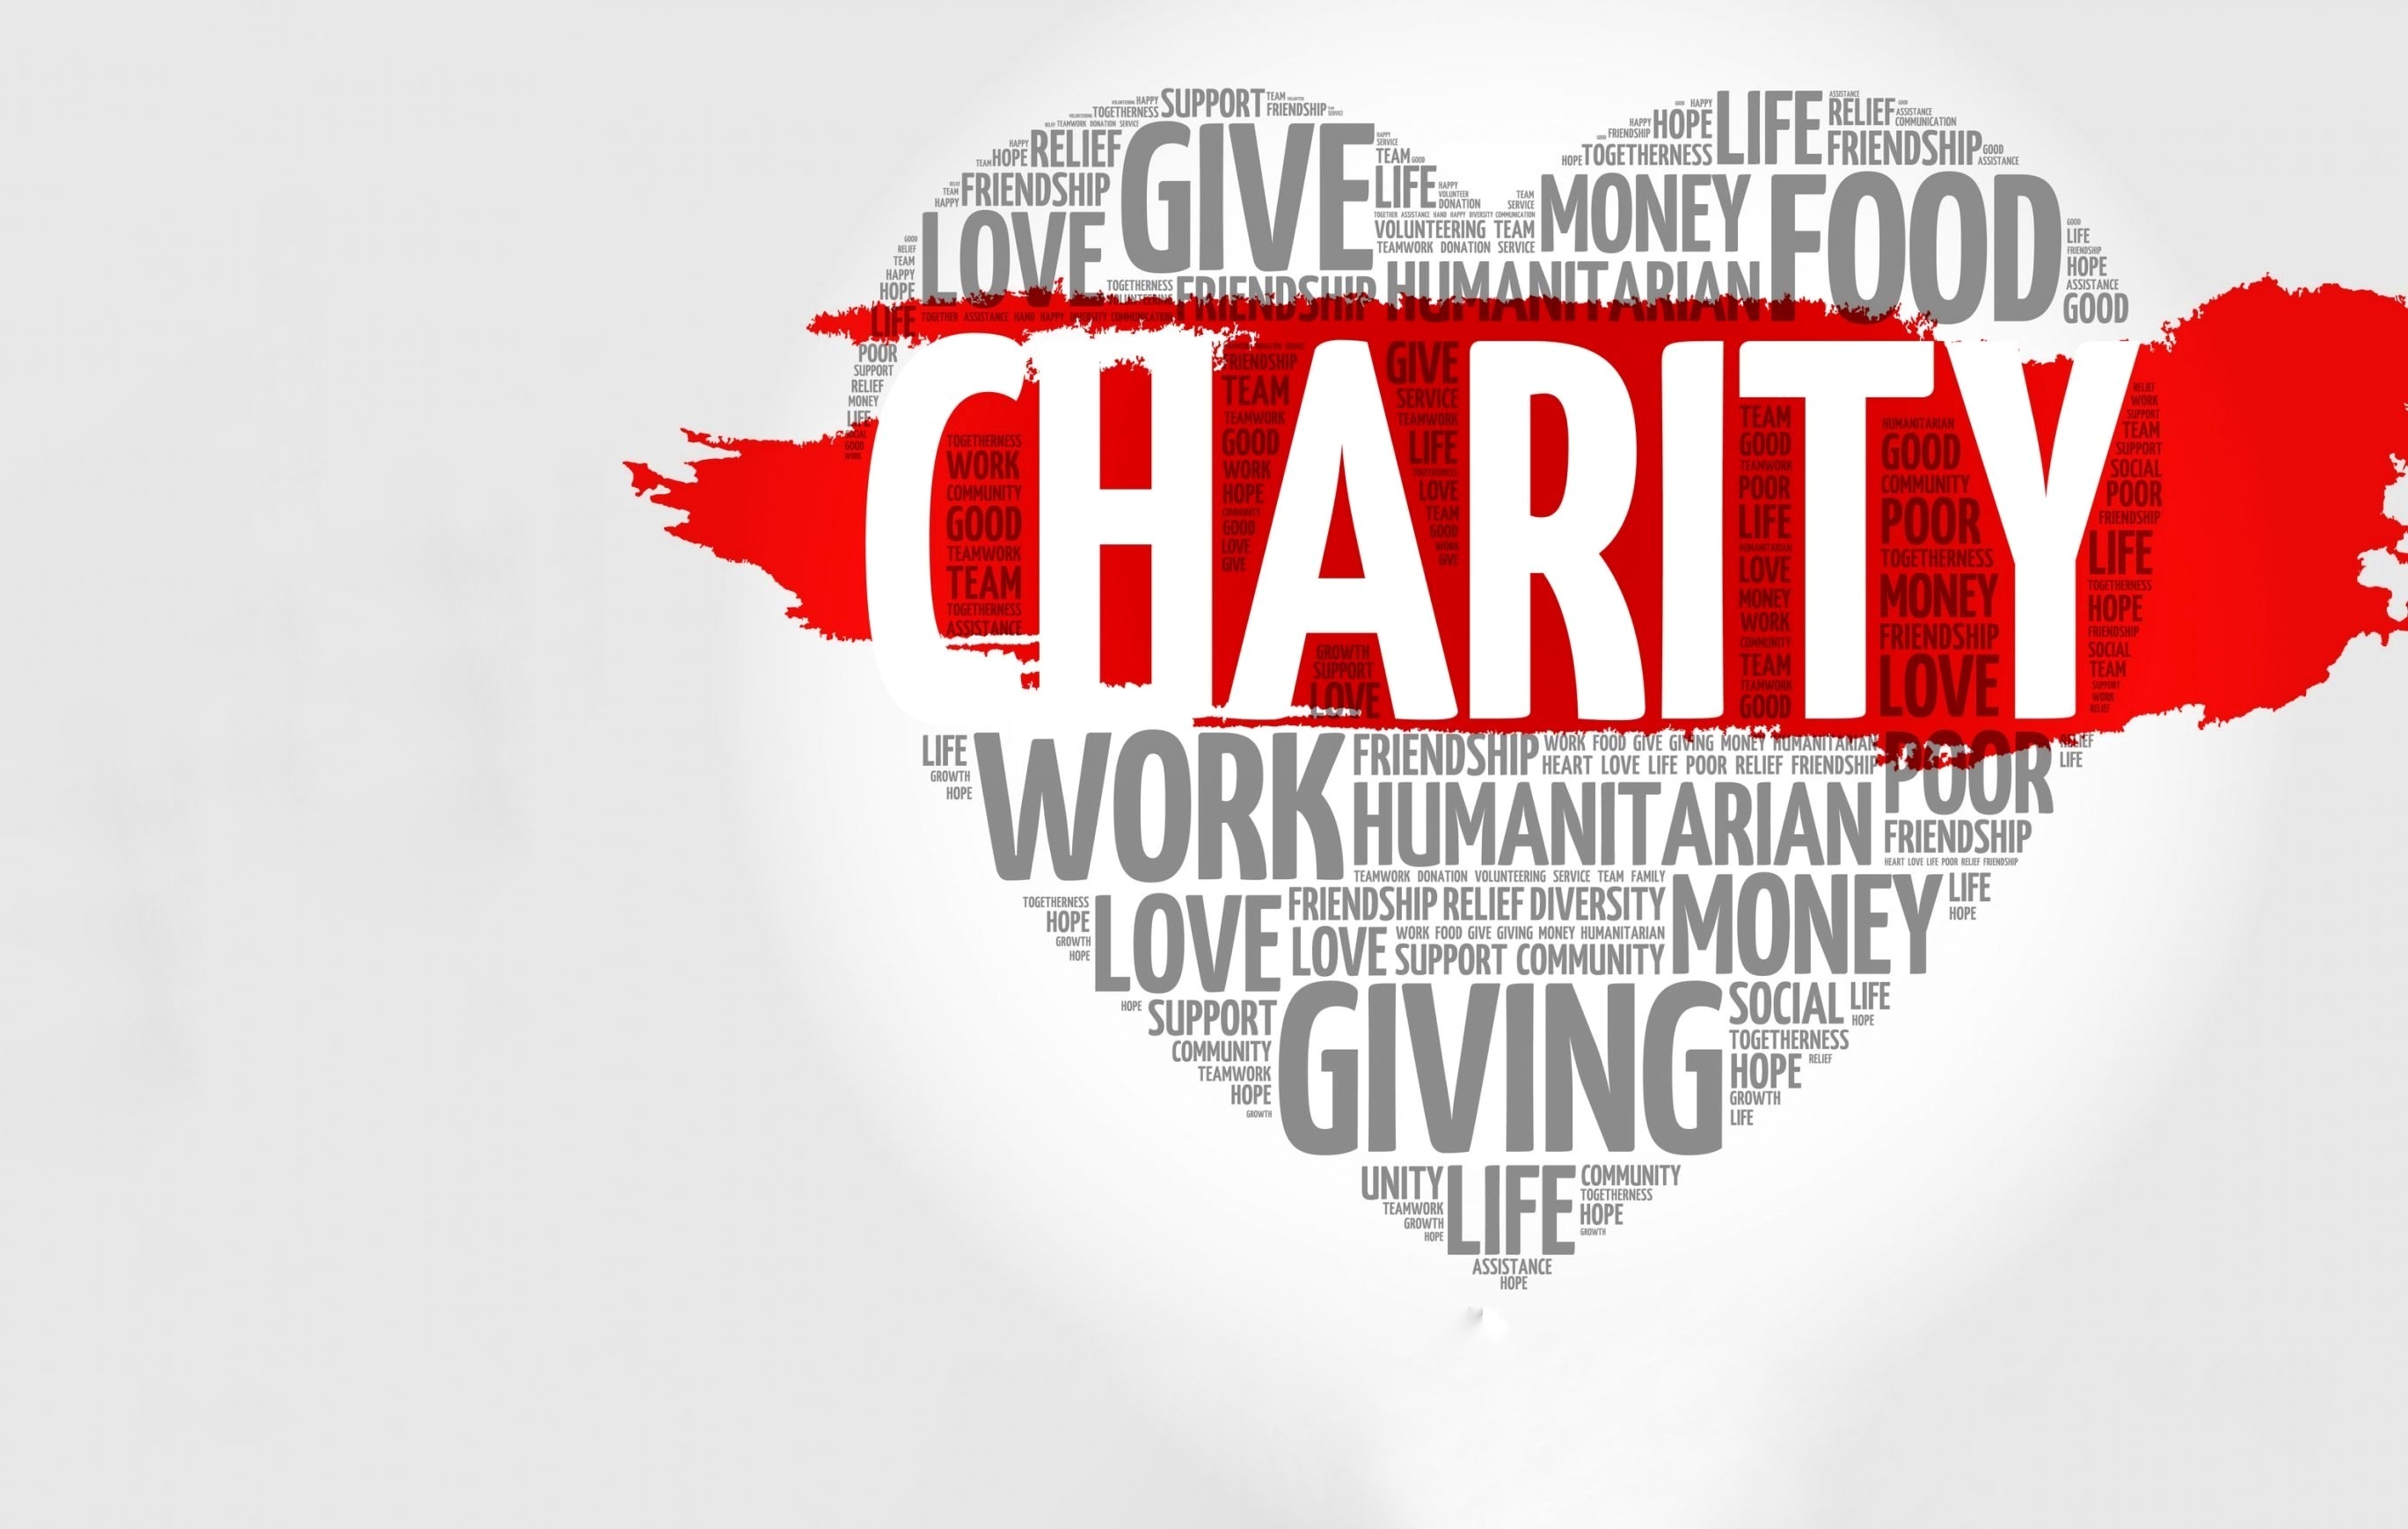 SUPPORT TEAM
TOGETHERNESS FRIENDSHIP
TEAMWORK DONATION SERVICE
HAPPY
RELIEF
TEAM HOPE
GIVE
FRIENDSHIP
TEAM
HAPPY
LOVE
GOOD
RELIEF
TEAM
HAPPY
HOPE
LIFE
HAPPY
SERVICE
TEAM GOOD
LIFE
HAPPY
VOLUNTEER
DONATION
TEAM
SERVICE
TOGETHER ASSISTANCE HAND HAPPY DIVERSITY COMMUNICATION
VOLUNTEERING TEAM
TEAMWORK DONATION SERVICE
HAPPY
HAPPY
FRIENDSHIP HOPE
LIFE
ASSISTANCE
RELIEF
ASSISTANCE
COMMUNICATION
HOPE TOGETHERNESS
FRIENDSHIP
GOOD
ASSISTANCE
MONEY
FOOD
GOOD
LIFE
FRIENDSHIP
HOPE
ASSISTANCE
GOOD
TOGETHERNESS
VOLUNTEERING
FRIENDSHIP HUMANITARIAN
TOGETHER ASSISTANCE HAND HAPPY DIVERSITY COMMUNICATION
POOR
SUPPORT
RELIEF
MONEY
LIFE
SOCIAL
GOOD
WORK
CHARITY
TOGETHERNESS
WORK
COMMUNITY
GOOD
TEAMWORK
TEAM
TOGETHERNESS
ASSISTANCE
FRIENDSHIP
TEAM
TEAMWORK
GOOD
WORK
HOPE
COMMUNITY
GOOD
LOVE
GIVE
GIVE
SERVICE
TEAMWORK
LIFE
TOGETHERNESS
LOVE
TEAM
GOOD
WORK
GIVE
GROWTH
SUPPORT
LOVE
TEAM
GOOD
TEAMWORK
POOR
LIFE
HUMANITARIAN
LOVE
MONEY
WORK
COMMUNITY
TEAM
TEAMWORK
GOOD
HUMANITARIAN
GOOD
COMMUNITY
POOR
TOGETHERNESS
MONEY
FRIENDSHIP
LOVE
RELIEF
WORK
SUPPORT
TEAM
SUPPORT
SOCIAL
POOR
FRIENDSHIP
LIFE
TOGETHERNESS
HOPE
FRIENDSHIP
SOCIAL
TEAM
SUPPORT
WORK
RELIEF
LIFE
GROWTH
HOPE
WORK
FRIENDSHIP
WORK FOOD GIVE GIVING MONEY HUMANITARIAN
HEART LOVE LIFE POOR RELIEF FRIENDSHIP
POOR
RELIEF
LIFE
HUMANITARIAN
FRIENDSHIP
HEART LOVE LIFE POOR RELIEF FRIENDSHIP
TEAMWORK DONATION VOLUNTEERING SERVICE TEAM FAMILY
TOGETHERNESS
HOPE
GROWTH
HOPE
LOVE
FRIENDSHIP RELIEF DIVERSITY
LOVE
WORK FOOD GIVE GIVING MONEY HUMANITARIAN
SUPPORT COMMUNITY
MONEY
LIFE
HOPE
HOPE SUPPORT
COMMUNITY
TEAMWORK
HOPE
GROWTH
GIVING
SOCIAL
LIFE
HOPE
TOGETHERNESS
HOPE RELIEF
GROWTH
LIFE
UNITY
TEAMWORK
GROWTH
HOPE
LIFE
COMMUNITY
TOGETHERNESS
HOPE
GROWTH
ASSISTANCE
HOPE